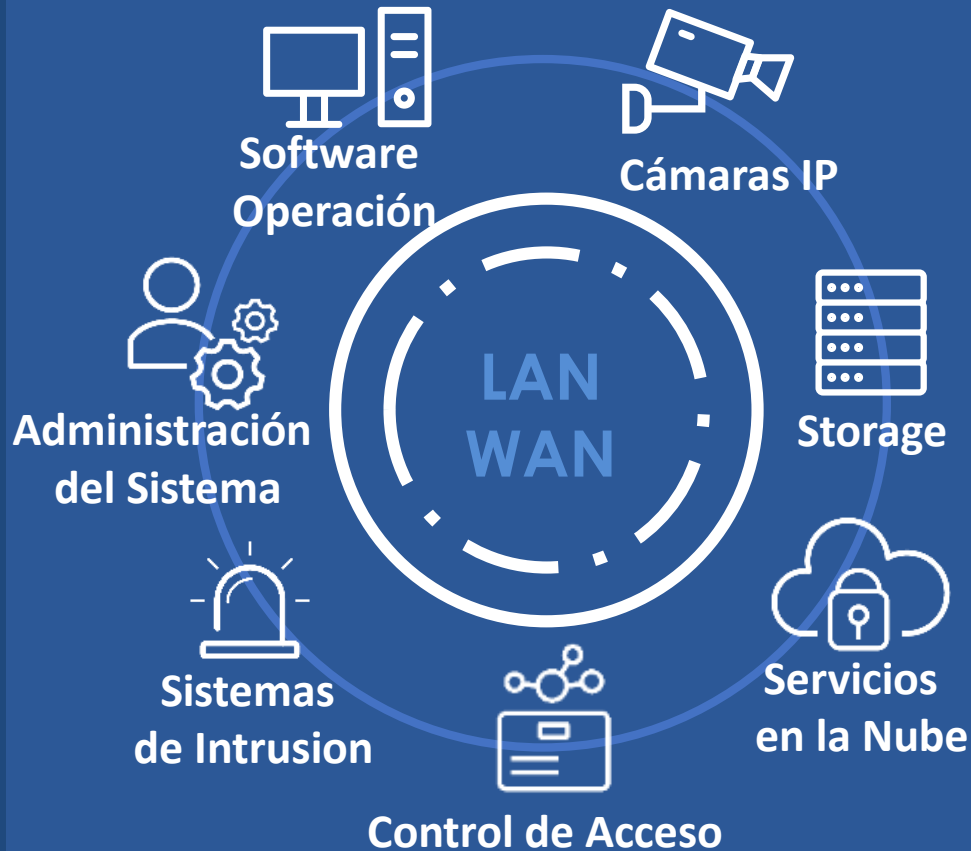 Software
Operación
Cámaras IP
LAN
WAN
Administración
del Sistema
Storage
Sistemas
de Intrusion
Servicios
en la Nube
Control de Acceso